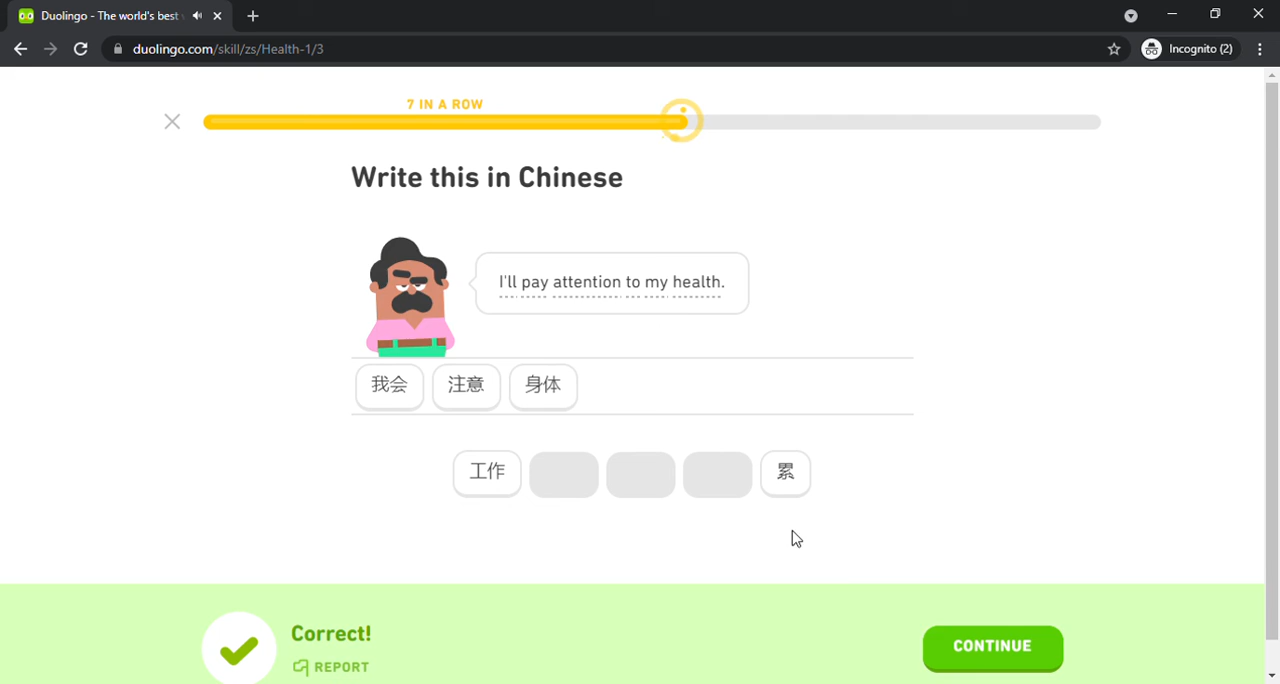 Duolingo - The world's best
duolingo.com/skill/zs/Health-1/3
Incognito (2)
7 IN A ROW
Write this in Chinese
I'll pay attention to my health.
我会 注意 身体
工作 累
Correct!
REPORT
CONTINUE